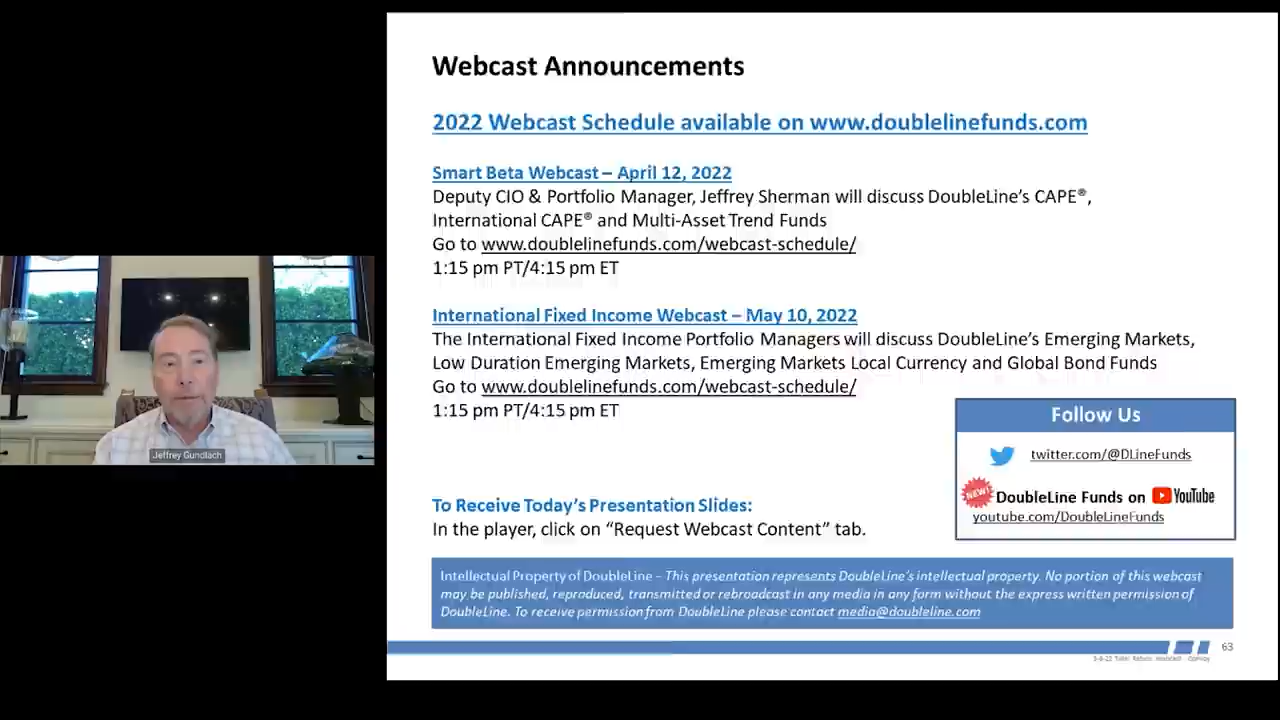 Webcast Announcements
2022 Webcast Schedule available on www.doublelinefunds.com
Smart Beta Webcast – April 12, 2022
Deputy CIO & Portfolio Manager, Jeffrey Sherman will discuss DoubleLine's CAPE®,
International CAPE® and Multi-Asset Trend Funds
Go to www.doublelinefunds.com/webcast-schedule/
1:15 pm PT/4:15 pm ET
International Fixed Income Webcast – May 10, 2022
The International Fixed Income Portfolio Managers will discuss DoubleLine's Emerging Markets,
Low Duration Emerging Markets, Emerging Markets Local Currency and Global Bond Funds
Go to www.doublelinefunds.com/webcast-schedule/
1:15 pm PT/4:15 pm ET
Follow Us
twitter.com/@DLineFunds
NEW!
DoubleLine Funds on YouTube
youtube.com/DoubleLineFunds
Jeffrey Gundlach
To Receive Today's Presentation Slides:
In the player, click on “Request Webcast Content” tab.
Intellectual Property of DoubleLine – This presentation represents DoubleLine's intellectual property. No portion of this webcast
may be published, reproduced, transmitted or rebroadcast in any media in any form without the express written permission of
DoubleLine. To receive permission from DoubleLine please contact media@doubleline.com
63